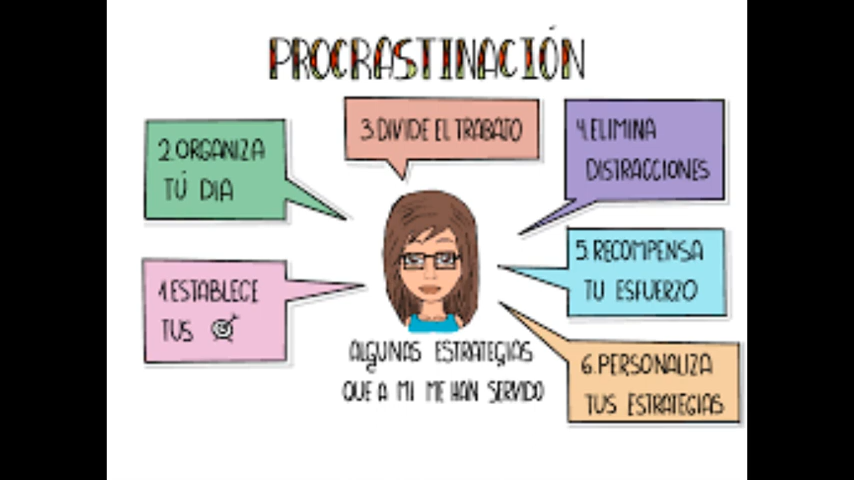 PROCRASTINACIÓN
1.ESTABLECE
TUS
2.ORGANIZA
TÚ DIA
3.DIVIDE EL TRABAJO
4.ELIMINA
DISTRACCIONES
5.RECOMPENSA
TU ESFUERZO
6.PERSONALIZA
TUS ESTRATEGIAS
ALGUNAS ESTRATEGIAS
QUE A MI ME HAN SERVIDO